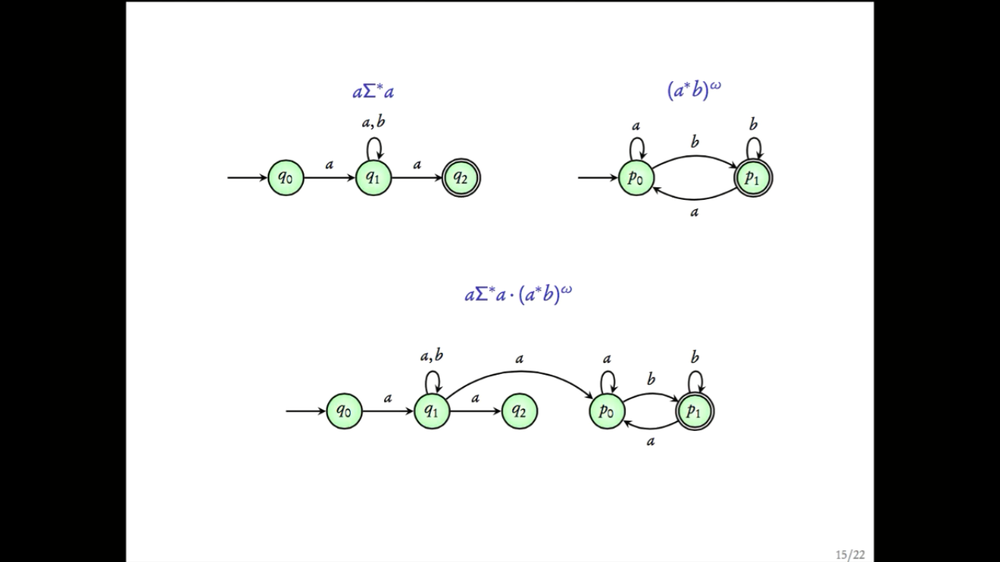 aΣ*a
(a*b)^ω
a,b
a
b
b
a
a
q₀
q₁
q₂
p₀
p₁
a
aΣ*a · (a*b)^ω
a,b
a
a
b
b
a
a
q₀
q₁
q₂
p₀
p₁
a
15/22